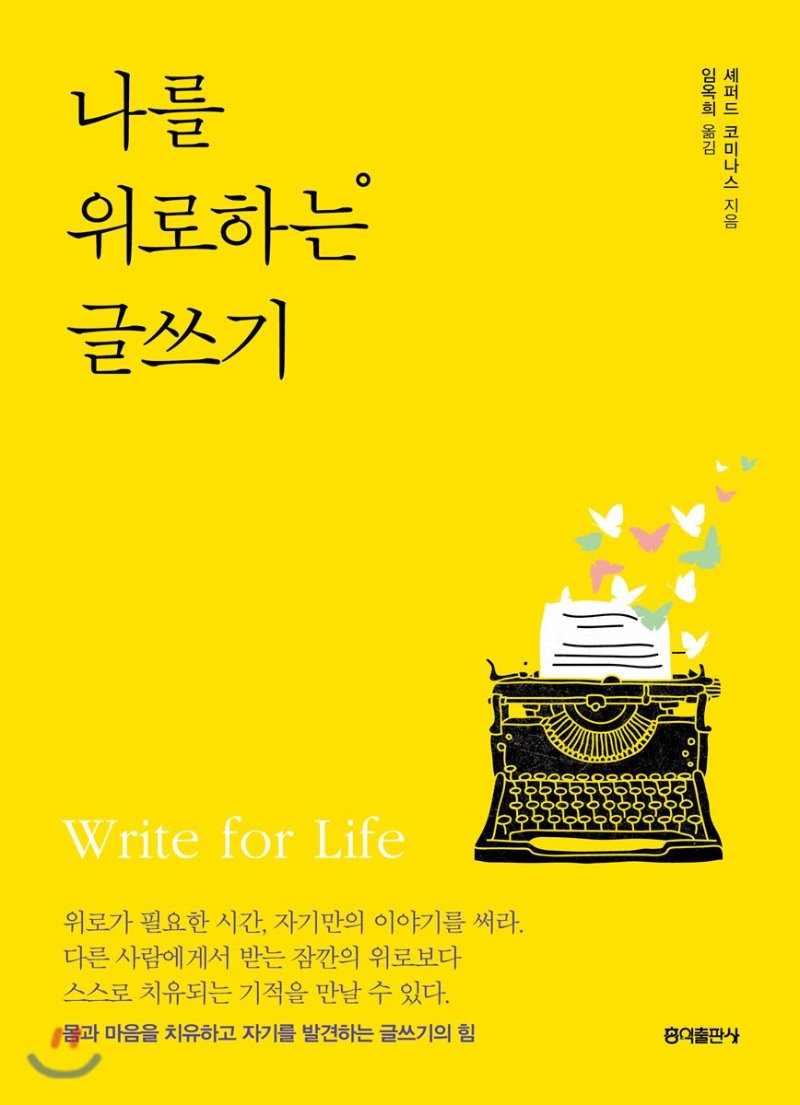 나를
위로하는
글쓰기
셰퍼드 코미나스 지음
임옥희 옮김
Write for Life
위로가 필요한 시간, 자기만의 이야기를 써라.
다른 사람에게서 받는 잠깐의 위로보다
스스로 치유되는 기적을 만날 수 있다.
몸과 마음을 치유하고 자기를 발견하는 글쓰기의 힘
홍익출판사